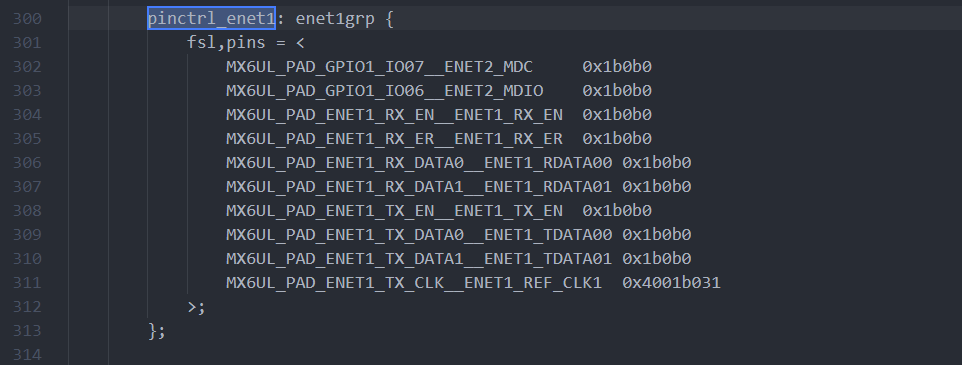 300 pinctrl_enet1: enet1grp {
301 fsl,pins = <
302 MX6UL_PAD_GPIO1_IO07__ENET2_MDC 0x1b0b0
303 MX6UL_PAD_GPIO1_IO06__ENET2_MDIO 0x1b0b0
304 MX6UL_PAD_ENET1_RX_EN__ENET1_RX_EN 0x1b0b0
305 MX6UL_PAD_ENET1_RX_ER__ENET1_RX_ER 0x1b0b0
306 MX6UL_PAD_ENET1_RX_DATA0__ENET1_RDATA00 0x1b0b0
307 MX6UL_PAD_ENET1_RX_DATA1__ENET1_RDATA01 0x1b0b0
308 MX6UL_PAD_ENET1_TX_EN__ENET1_TX_EN 0x1b0b0
309 MX6UL_PAD_ENET1_TX_DATA0__ENET1_TDATA00 0x1b0b0
310 MX6UL_PAD_ENET1_TX_DATA1__ENET1_TDATA01 0x1b0b0
311 MX6UL_PAD_ENET1_TX_CLK__ENET1_REF_CLK1 0x4001b031
312 >;
313 };
314